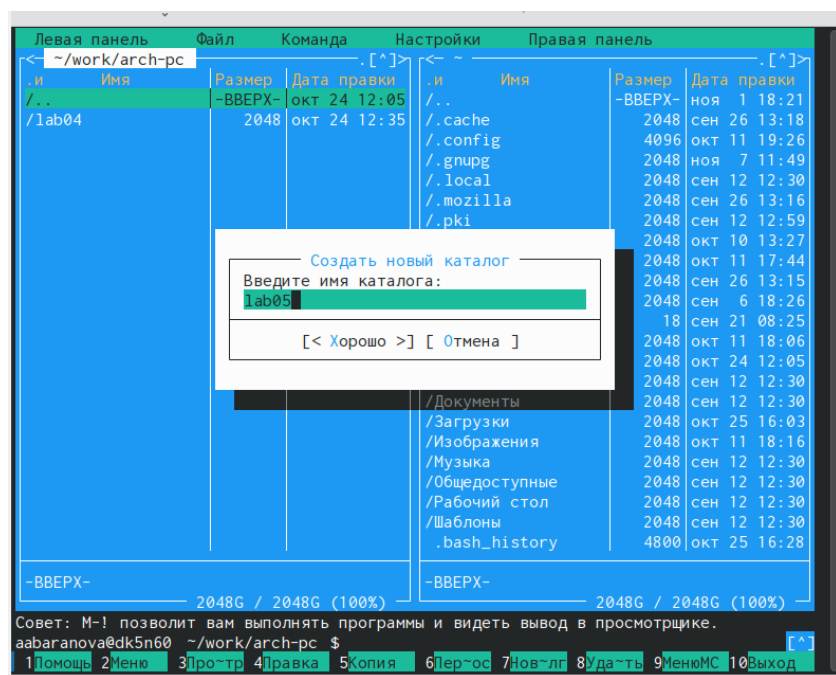 Левая панель Файл Команда Настройки Правая панель
<— ~/work/arch-pc .[^]> <— ~ .[^]>
.и Имя Размер Дата правки .и Имя Размер Дата правки
/.. -ВВЕРХ- окт 24 12:05 /.. -ВВЕРХ- ноя 1 18:21
/lab04 2048 окт 24 12:35 /.cache 2048 сен 26 13:18
/.config 4096 окт 11 19:26
/.gnupg 2048 ноя 7 11:49
/.local 2048 сен 12 12:30
/.mozilla 2048 сен 26 13:16
/.pki 2048 сен 12 12:59
2048 окт 10 13:27
Создать новый каталог 2048 окт 11 17:44
Введите имя каталога: 2048 сен 26 13:15
lab05 2048 сен 6 18:26
18 сен 21 08:25
[< Хорошо >] [ Отмена ] 2048 окт 11 18:06
2048 окт 24 12:05
2048 сен 12 12:30
/Документы 2048 сен 12 12:30
/Загрузки 2048 окт 25 16:03
/Изображения 2048 окт 11 18:16
/Музыка 2048 сен 12 12:30
/Общедоступные 2048 сен 12 12:30
/Рабочий стол 2048 сен 12 12:30
/Шаблоны 2048 сен 12 12:30
.bash_history 4800 окт 25 16:28
-ВВЕРХ- -ВВЕРХ-
2048G / 2048G (100%) 2048G / 2048G (100%)
Совет: M-! позволит вам выполнять программы и видеть вывод в просмотрщике.
aabaranova@dk5n60 ~/work/arch-pc $ [^]
1Помощь 2Меню 3Про~тр 4Правка 5Копия 6Пер~ос 7Нов~лг 8Уда~ть 9МенюМС 10Выход